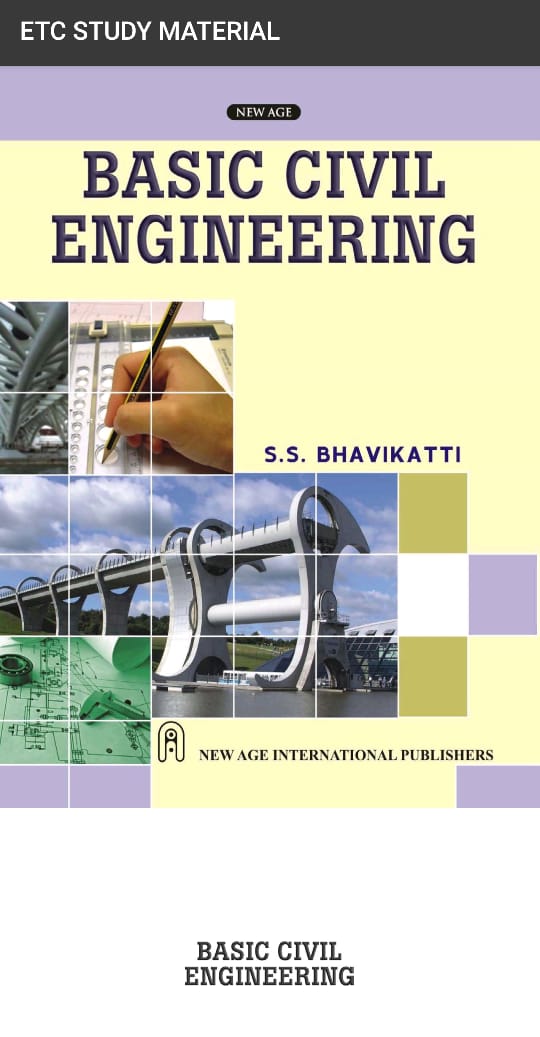 ETC STUDY MATERIAL
NEW AGE
BASIC CIVIL
ENGINEERING
S.S. BHAVIKATTI
NEW AGE INTERNATIONAL PUBLISHERS
BASIC CIVIL
ENGINEERING